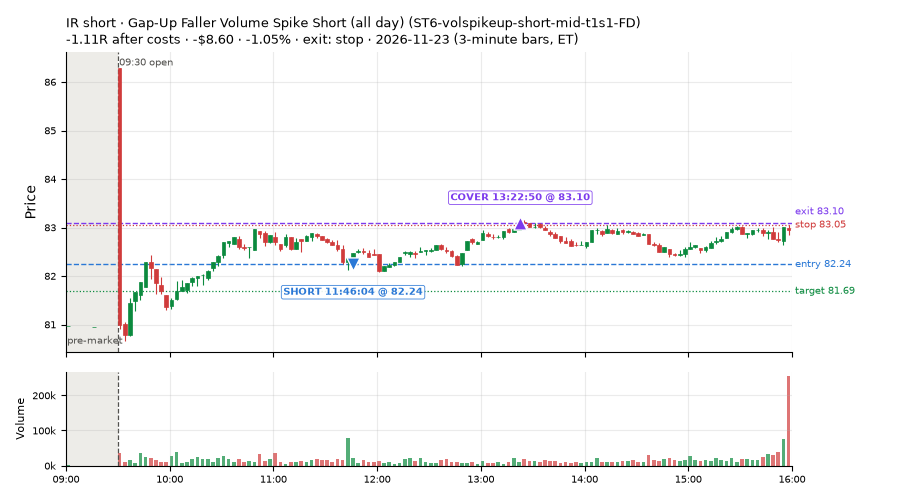 IR short · Gap-Up Faller Volume Spike Short (all day) (ST6-volspikeup-short-mid-t1s1-FD)
-1.11R after costs · -$8.60 · -1.05% · exit: stop · 2026-11-23 (3-minute bars, ET)
09:30 open
86
85
84
83
82
81
Price
COVER 13:22:50 @ 83.10
exit 83.10
stop 83.05
entry 82.24
SHORT 11:46:04 @ 82.24
target 81.69
pre-market
Volume
200k
100k
0k
09:00
10:00
11:00
12:00
13:00
14:00
15:00
16:00